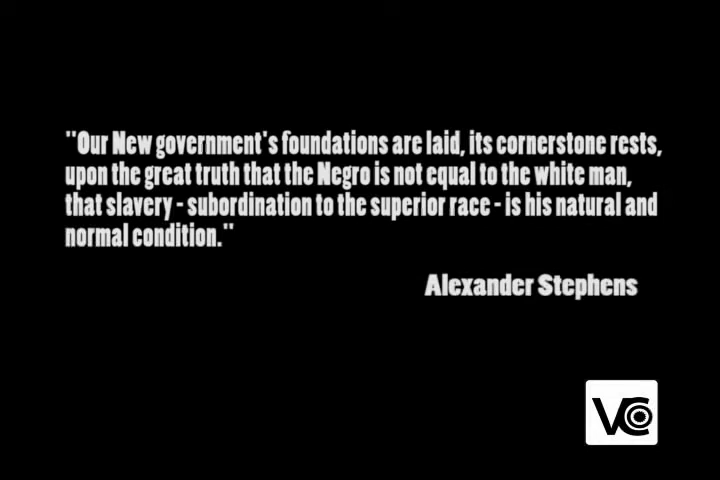 "Our New government's foundations are laid, its cornerstone rests,
upon the great truth that the Negro is not equal to the white man,
that slavery - subordination to the superior race - is his natural and
normal condition."
Alexander Stephens
VC